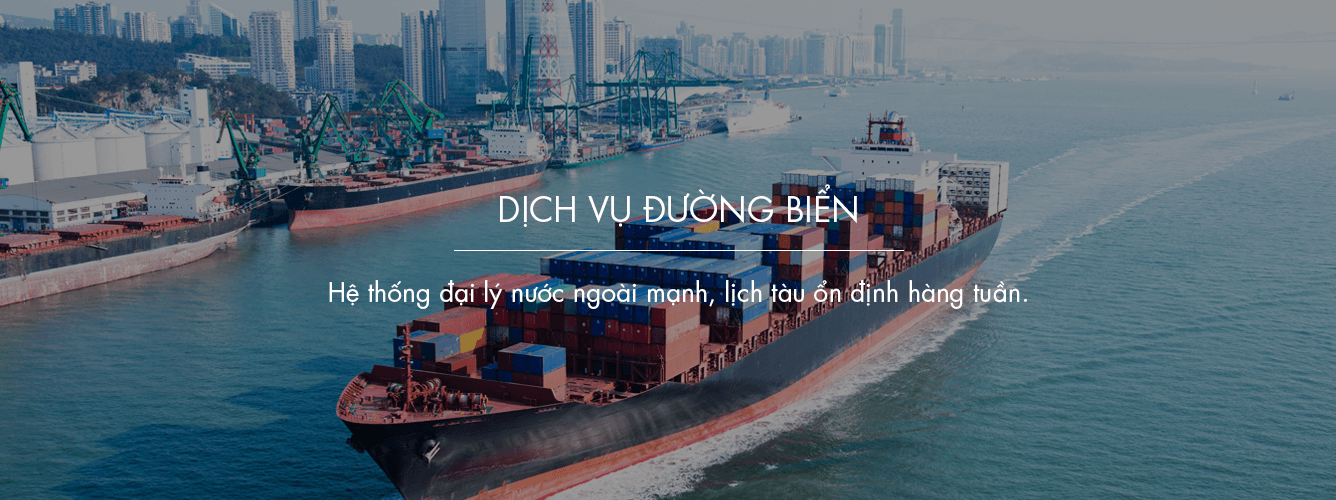 DỊCH VỤ ĐƯỜNG BIỂN
Hệ thống đại lý nước ngoài mạnh, lịch tàu ổn định hàng tuần.